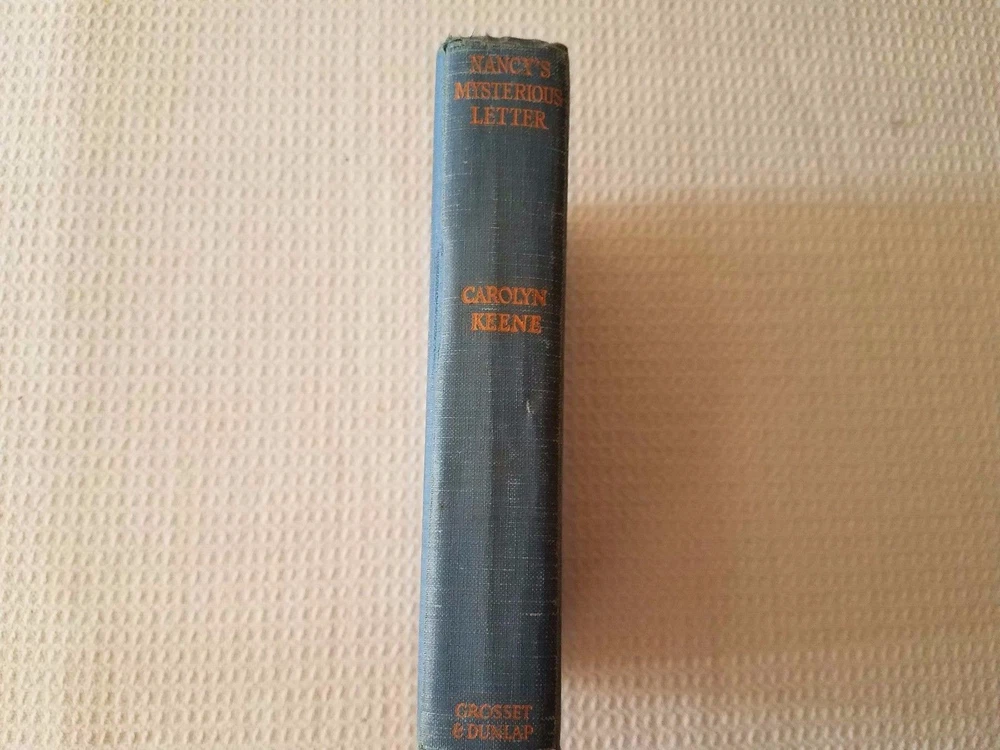 NANCY'S
MYSTERIOUS
LETTER
CAROLYN
KEENE
GROSSET
& DUNLAP